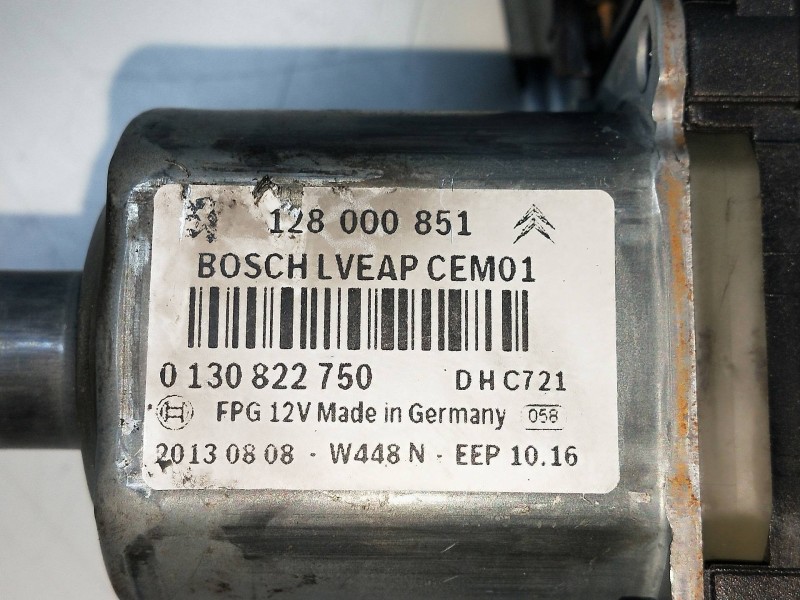 128 000 851
BOSCH LVEAP CEM01
0 130 822 750 DHC721
FPG 12V Made in Germany 058
2013 08 08 - W448 N - EEP 10.16